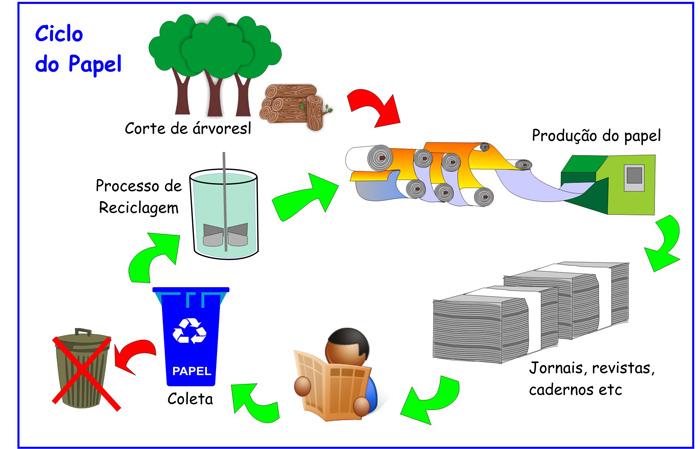 Ciclo
do Papel
Corte de árvoresl
Produção do papel
Processo de
Reciclagem
Jornais, revistas,
cadernos etc
PAPEL
Coleta